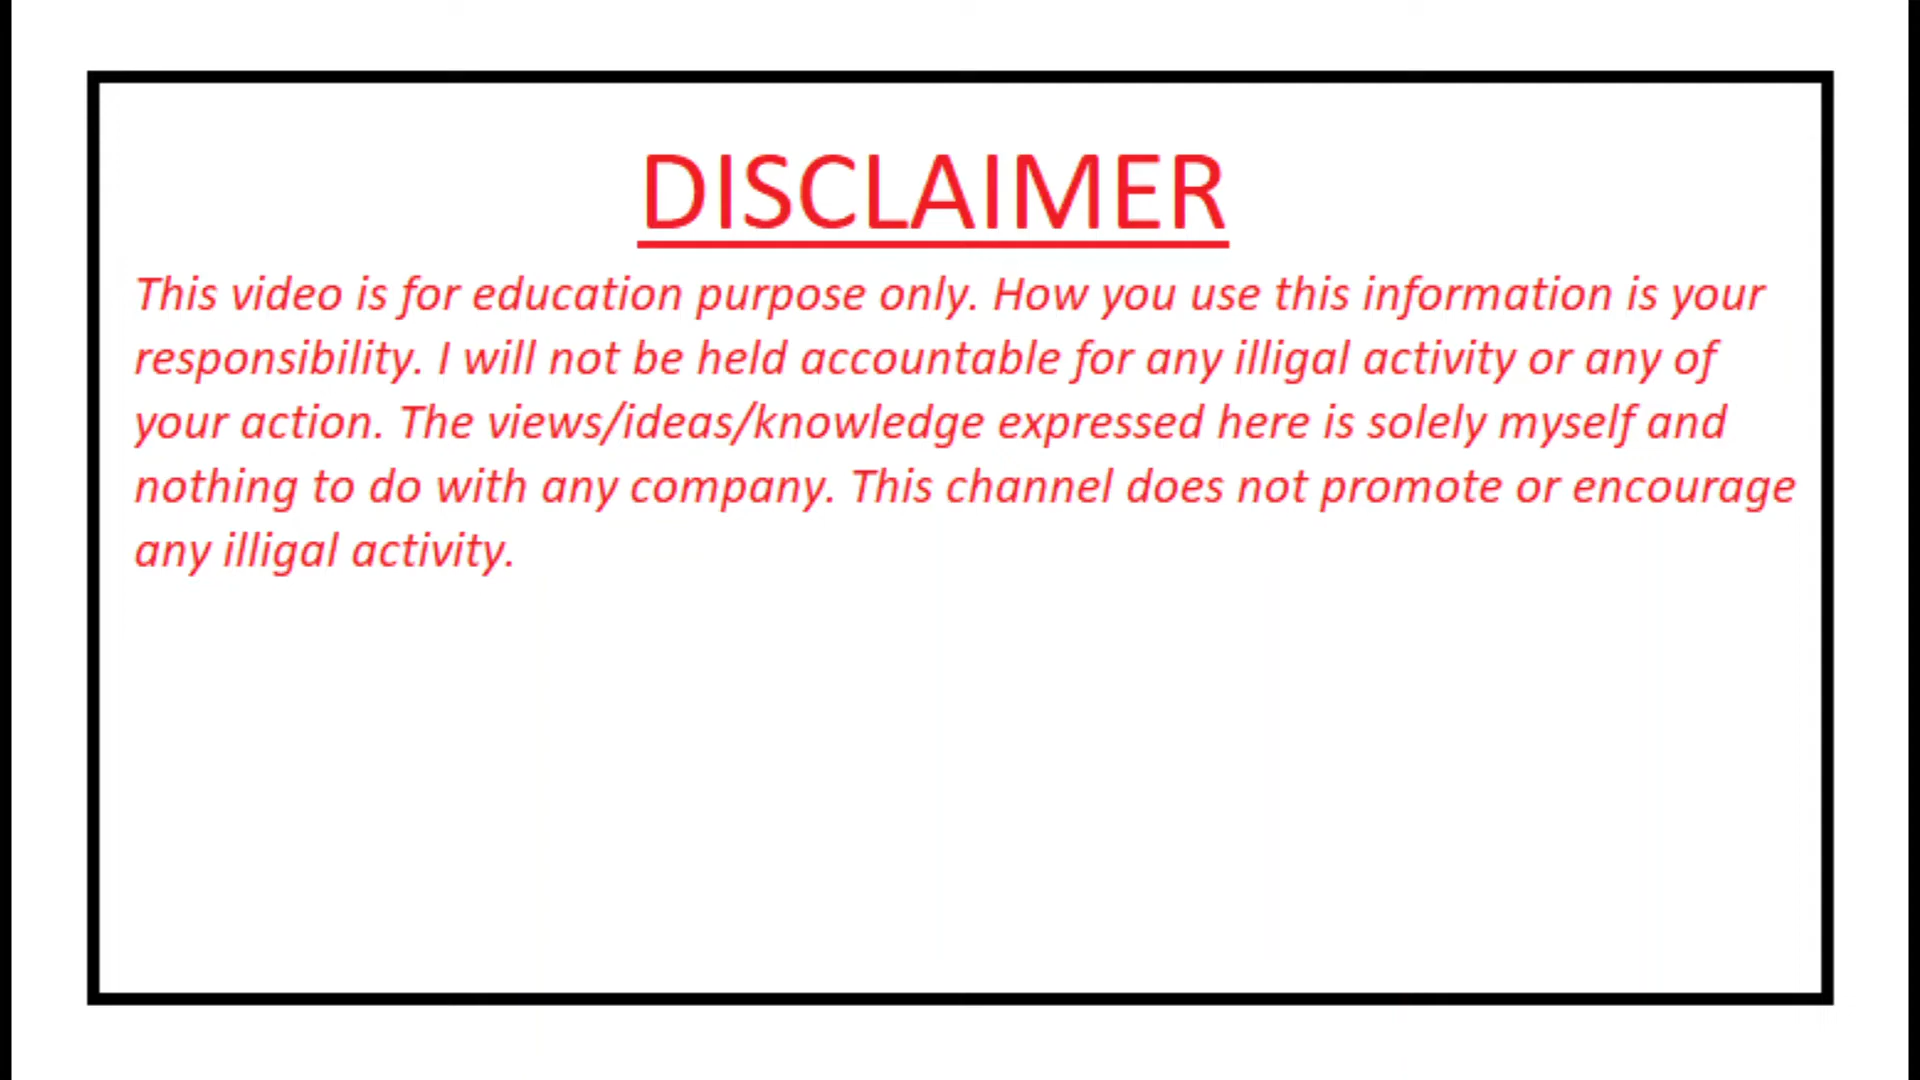 DISCLAIMER
This video is for education purpose only. How you use this information is your
responsibility. I will not be held accountable for any illigal activity or any of
your action. The views/ideas/knowledge expressed here is solely myself and
nothing to do with any company. This channel does not promote or encourage
any illigal activity.